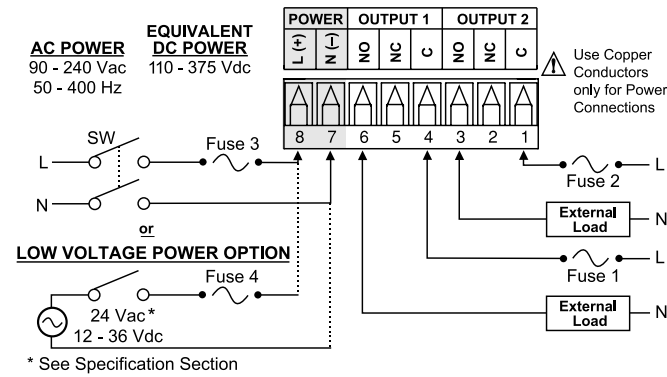 POWER OUTPUT 1 OUTPUT 2
L (+) N (–) NO NC C NO NC C
8 7 6 5 4 3 2 1
AC POWER
90 - 240 Vac
50 - 400 Hz
EQUIVALENT
DC POWER
110 - 375 Vdc
Use Copper
Conductors
only for Power
Connections
SW
Fuse 3
L
N
or
LOW VOLTAGE POWER OPTION
Fuse 4
24 Vac*
12 - 36 Vdc
* See Specification Section
L
Fuse 2
External
Load
N
L
Fuse 1
External
Load
N